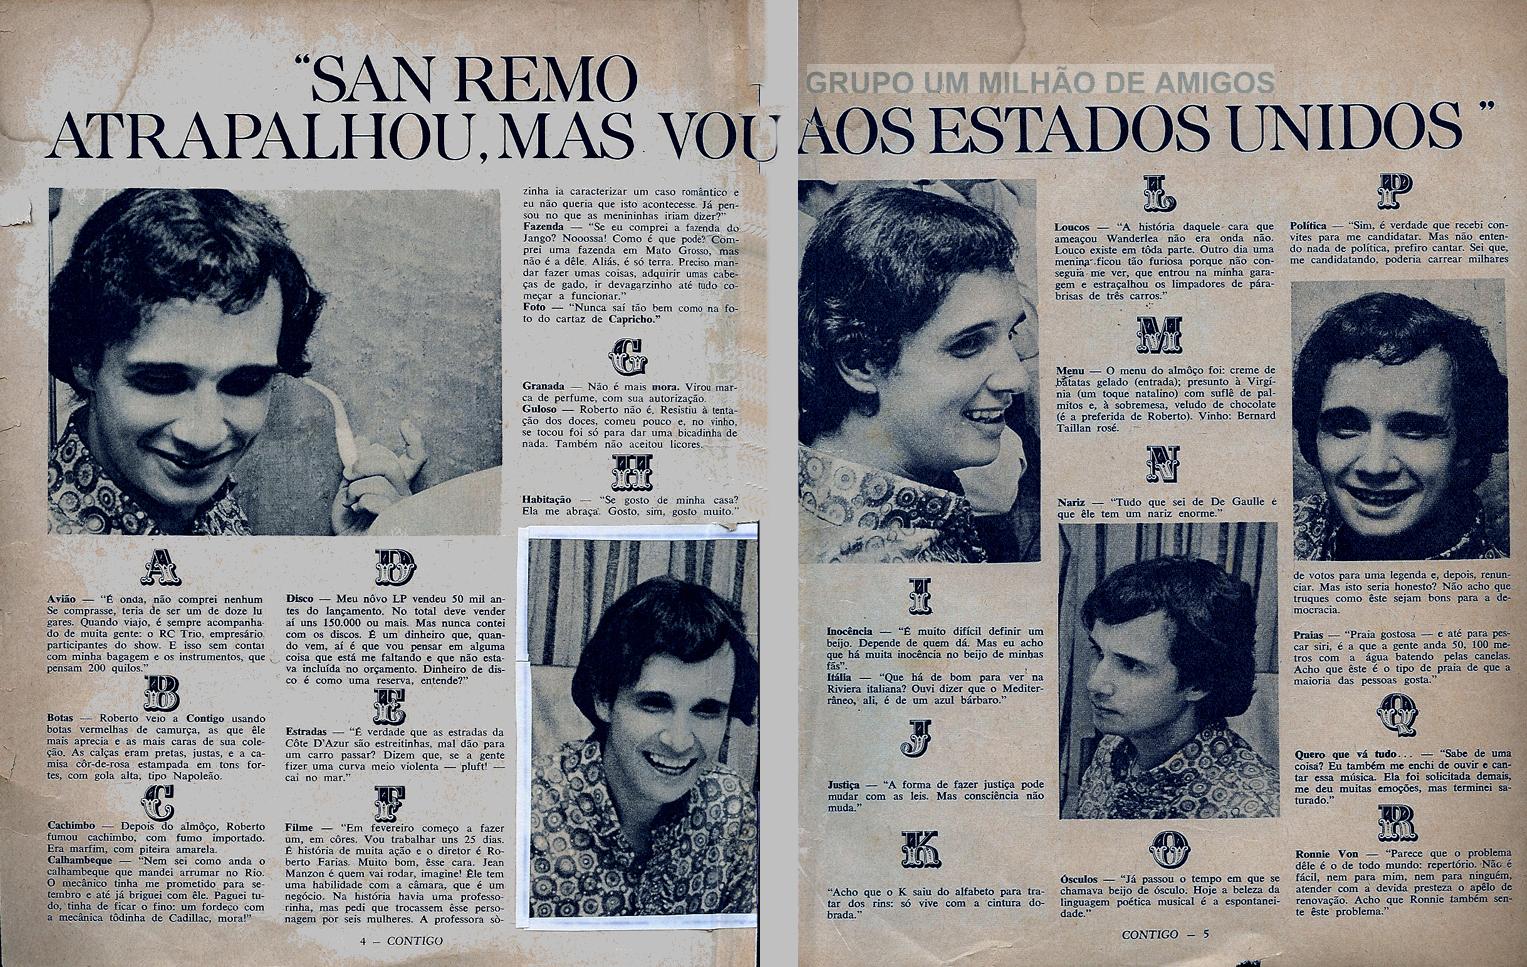 “SAN REMO
ATRAPALHOU, MAS VOU AOS ESTADOS UNIDOS ”
GRUPO UM MILHÃO DE AMIGOS
A
Avião — “É onda, não comprei nenhum
Se comprasse, teria de ser um de doze lu
gares. Quando viajo, é sempre acompanha-
do de muita gente: o RC Trio, empresário,
participantes do show. E isso sem contar
com minha bagagem e os instrumentos, que
pensam 200 quilos.”
B
Botas — Roberto veio a Contigo usando
botas vermelhas de camurça, as que êle
mais aprecia e as mais caras de sua cole-
ção. As calças eram pretas, justas, e a ca-
misa côr-de-rosa estampada em tons for-
tes, com gola alta, tipo Napoleão.
C
Cachimbo — Depois do almôço, Roberto
fumou cachimbo, com fumo importado.
Era marfim, com piteira amarela.
Calhambeque — “Nem sei como anda o
calhambeque que mandei arrumar no Rio.
O mecânico tinha me prometido para se-
tembro e até já briguei com êle. Paguei tu-
do, tinha de ficar o fino: um fordeco com
a mecânica tôdinha de Cadillac, mora!”
D
Disco — Meu nôvo LP vendeu 50 mil an-
tes do lançamento. No total deve vender
aí uns 150.000 ou mais. Mas nunca contei
com os discos. É um dinheiro que, quan-
do vem, aí é que vou pensar em alguma
coisa que está me faltando e que não esta-
va incluída no orçamento. Dinheiro de dis-
co é como uma reserva, entende?”
E
Estradas — “É verdade que as estradas da
Côte D'Azur são estreitinhas, mal dão para
um carro passar? Dizem que, se a gente
fizer uma curva meio violenta — pluft! —
cai no mar.”
F
Filme — “Em fevereiro começo a fazer
um, em côres. Vou trabalhar uns 25 dias.
É história de muita ação e o diretor é Ro-
berto Farias. Muito bom, êsse cara. Jean
Manzon é quem vai rodar, imagine! Êle tem
uma habilidade com a câmara, que é um
negócio. Na história havia uma profess-
rinha, mas pedi que trocassem êsse perso-
nagem por seis mulheres. A professora sò-
zinha ia caracterizar um caso romântico e
eu não queria que isto acontecesse. Já pen-
sou no que as menininhas iriam dizer?”
Fazenda — “Se eu comprei a fazenda do
Jango? Nooossa! Como é que pode? Com-
prei uma fazenda em Mato Grosso, mas
não é a dêle. Aliás, é só terra. Preciso man-
dar fazer umas coisas, adquirir umas cabe-
ças de gado, ir devagarzinho até tudo co-
meçar a funcionar.”
Foto — “Nunca saí tão bem como na fo-
to do cartaz de Capricho.”
G
Granada — Não é mais mora. Virou mar-
ca de perfume, com sua autorização.
Guloso — Roberto não é. Resistiu à tenta-
ção dos doces, comeu pouco e, no vinho,
se tocou foi só para dar uma bicadinha de
nada. Também não aceitou licores.
H
Habitação — “Se gosto de minha casa?
Ela me abraça. Gosto, sim, gosto muito.”
4 — CONTIGO
I
Inocência — “É muito difícil definir um
beijo. Depende de quem dá. Mas eu acho
que há muita inocência no beijo de minhas
fãs”.
Itália — “Que há de bom para ver na
Riviera italiana? Ouvi dizer que o Mediter-
râneo, ali, é de um azul bárbaro.”
J
Justiça — “A forma de fazer justiça pode
mudar com as leis. Mas consciência não
muda.”
K
“Acho que o K saiu do alfabeto para tra-
tar dos rins: só vive com a cintura do-
brada.”
L
Loucos — “A história daquele cara que
ameaçou Wanderlea não era onda não.
Louco existe em tôda parte. Outro dia uma
menina ficou tão furiosa porque não con-
seguia me ver, que entrou na minha gara-
gem e estraçalhou os limpadores de pára-
brisas de três carros.”
M
Menu — O menu do almôço foi: creme de
batatas gelado (entrada); presunto à Virgí-
nia (um toque natalino) com suflê de pal-
mitos e, à sobremesa, veludo de chocolate
(é a preferida de Roberto). Vinho: Bernard
Taillan rosé.
N
Nariz — “Tudo que sei de De Gaulle é
que êle tem um nariz enorme.”
O
Ósculos — “Já passou o tempo em que se
chamava beijo de ósculo. Hoje a beleza da
linguagem poética musical é a espontanei-
dade.”
P
Política — “Sim, é verdade que recebi con-
vites para me candidatar. Mas não enten-
do nada de política, prefiro cantar. Sei que,
me candidatando, poderia carrear milhares
de votos para uma legenda e, depois, renun-
ciar. Mas isto seria honesto? Não acho que
truques como êste sejam bons para a de-
mocracia.
Praias — “Praia gostosa — e até para pes-
car siri, é a que a gente anda 50, 100 me-
tros com a água batendo pelas canelas.
Acho que êste é o tipo de praia de que a
maioria das pessoas gosta.”
Q
Quero que vá tudo... — “Sabe de uma
coisa? Eu também me enchi de ouvir e can-
tar essa música. Ela foi solicitada demais,
me deu muitas emoções, mas terminei sa-
turado.”
R
Ronnie Von — “Parece que o problema
dêle é o de todo mundo: repertório. Não é
fácil, nem para mim, nem para ninguém,
atender com a devida presteza o apêlo de
renovação. Acho que Ronnie também sen-
te êste problema.”
CONTIGO — 5